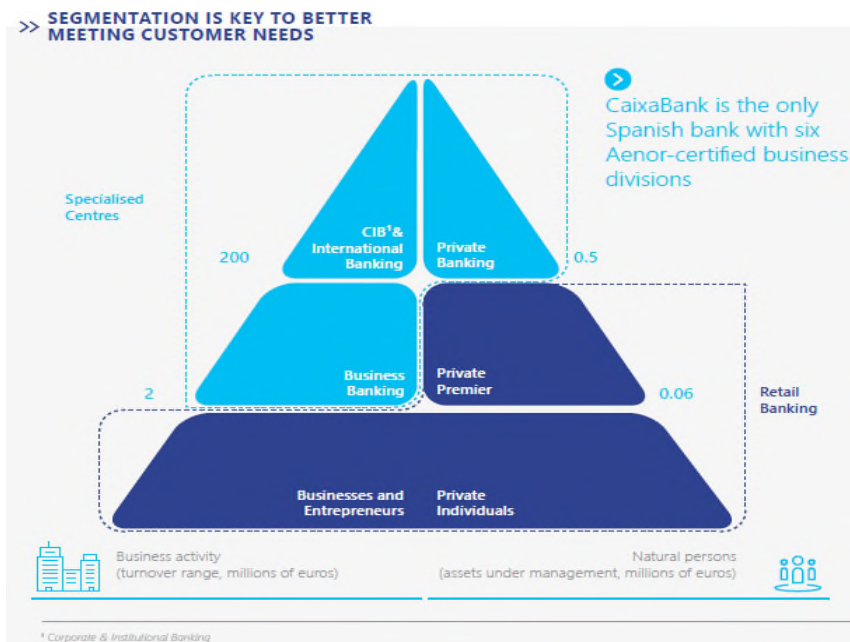 >> SEGMENTATION IS KEY TO BETTER
MEETING CUSTOMER NEEDS
CaixaBank is the only
Spanish bank with six
Aenor-certified business
divisions
Specialised
Centres
CIB¹&
International
Banking
Private
Banking
200
0.5
Business
Banking
Private
Premier
2
0.06
Retail
Banking
Businesses and
Entrepreneurs
Private
Individuals
Business activity
(turnover range, millions of euros)
Natural persons
(assets under management, millions of euros)
¹ Corporate & Institutional Banking